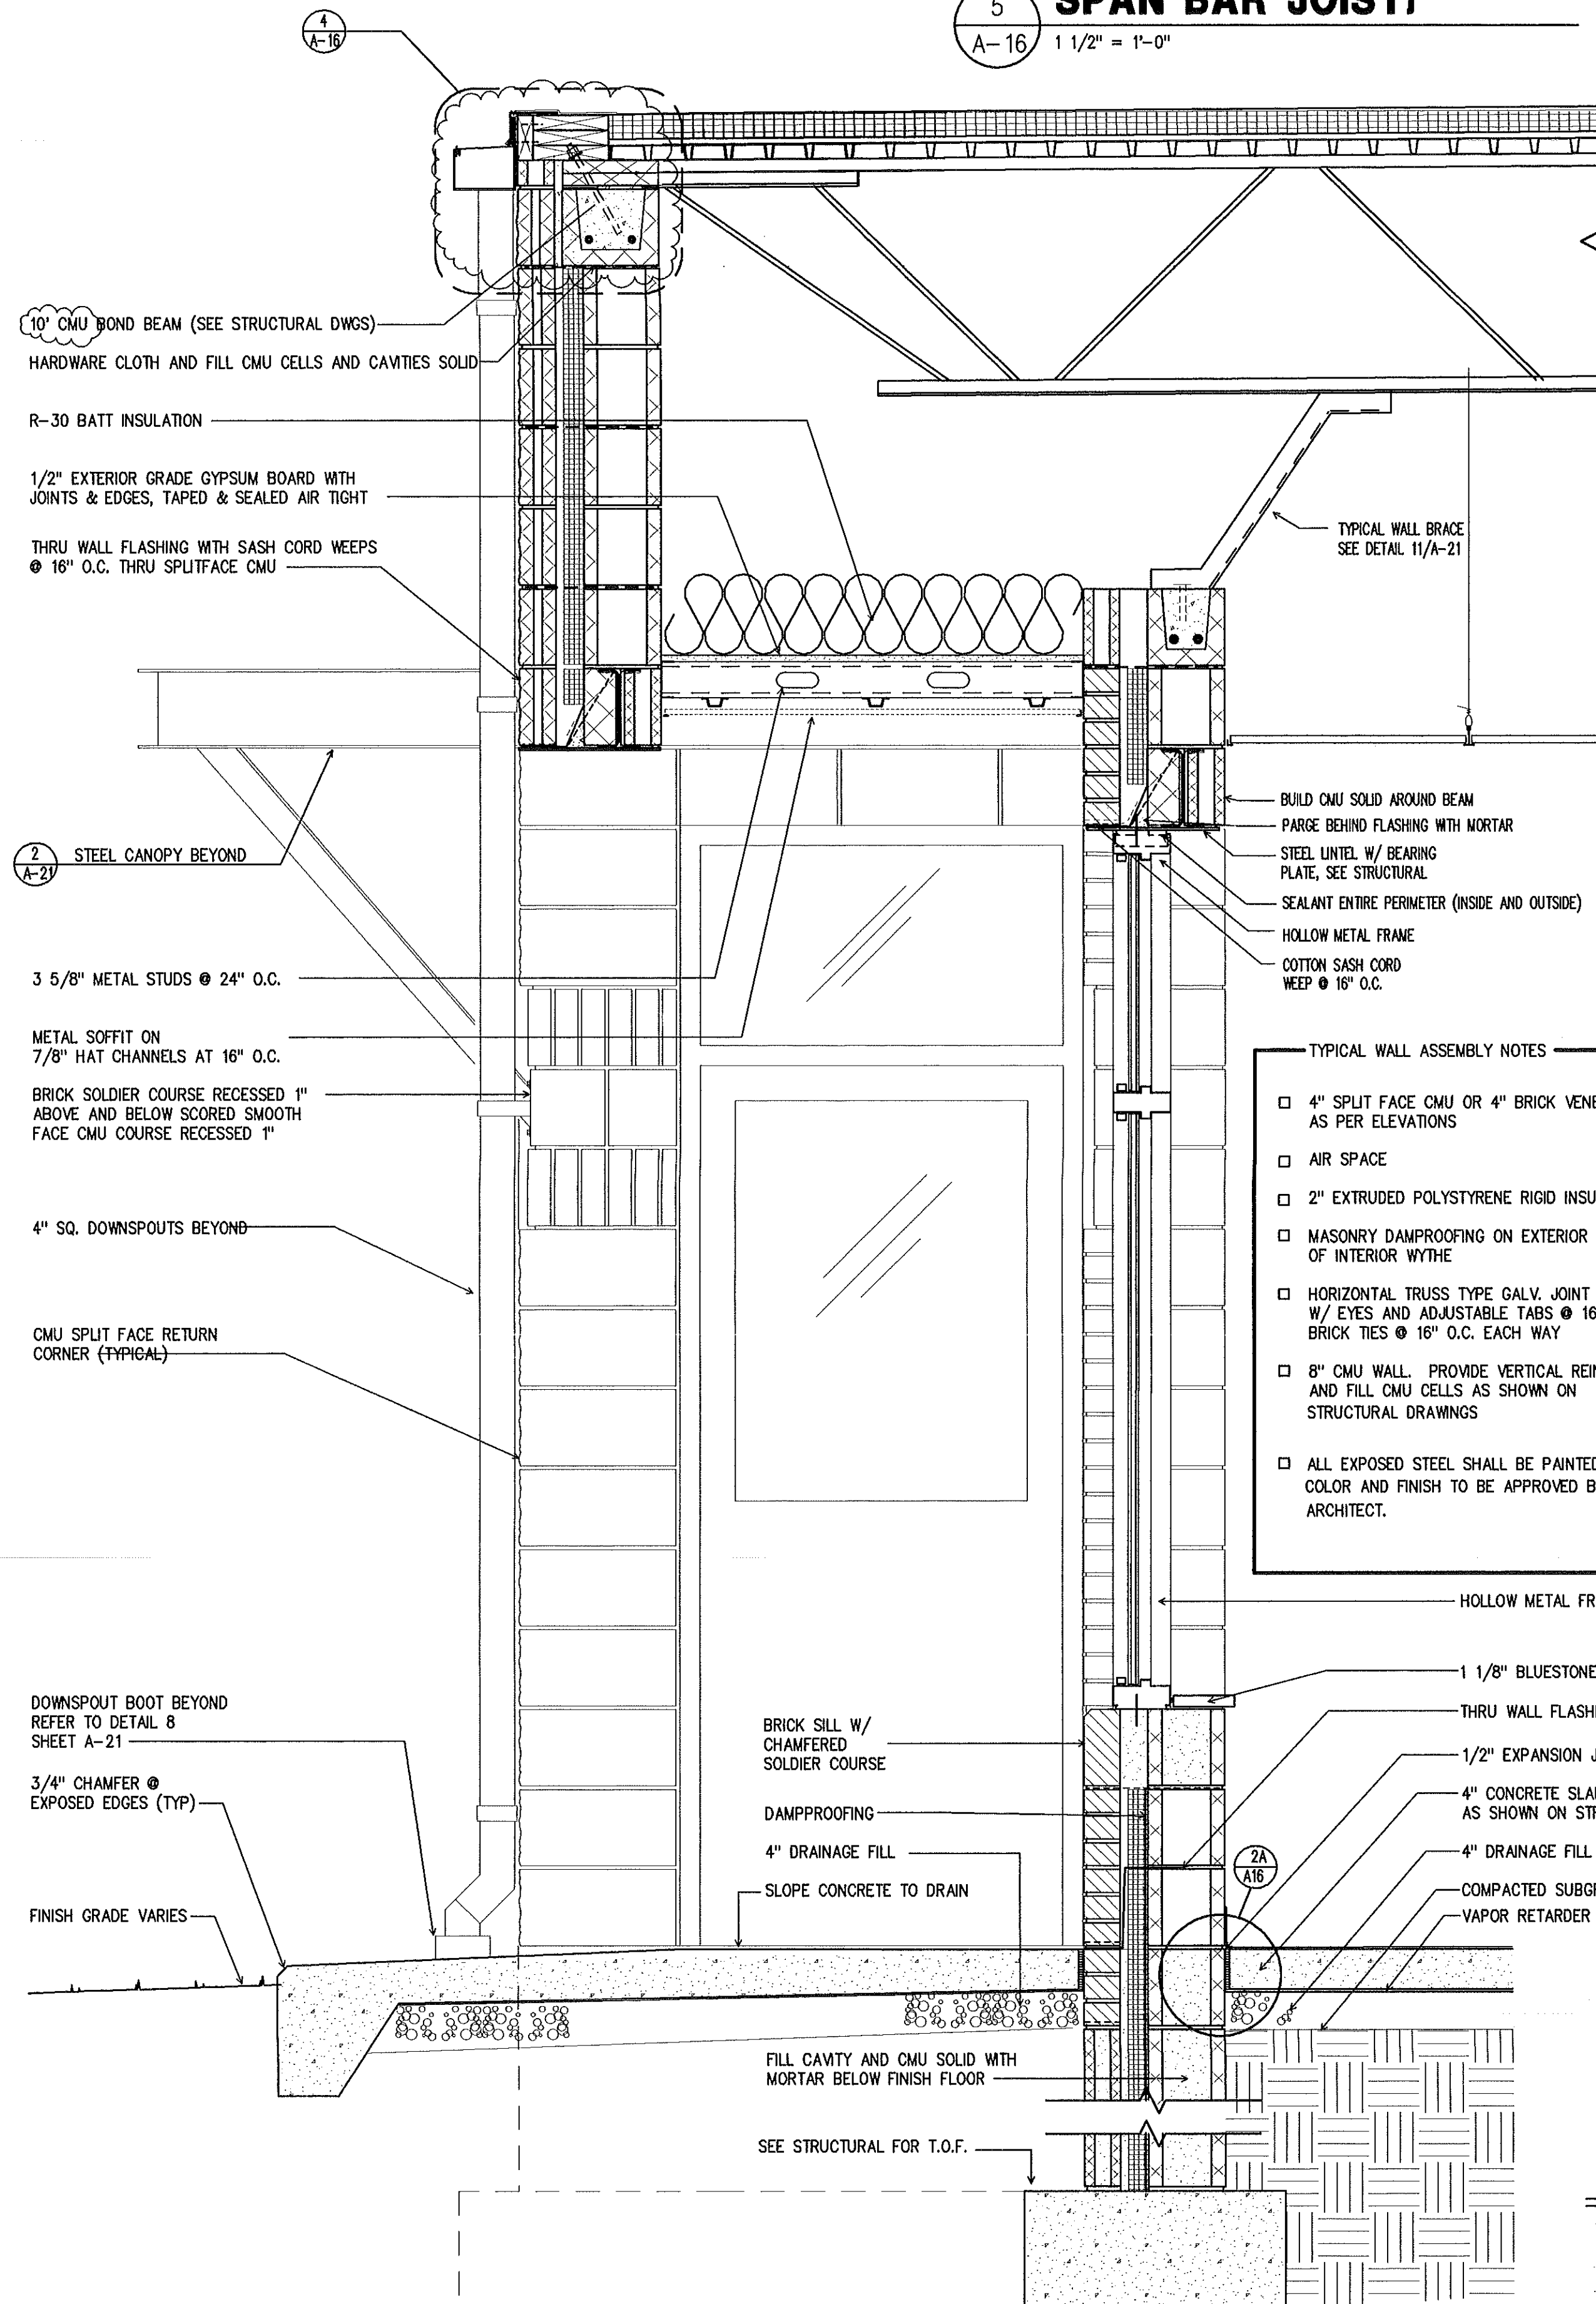 4
A-16
5
A-16
SPAN BAR JOIST)
1 1/2" = 1'-0"
10' CMU BOND BEAM (SEE STRUCTURAL DWGS)
HARDWARE CLOTH AND FILL CMU CELLS AND CAVITIES SOLID
R-30 BATT INSULATION
1/2" EXTERIOR GRADE GYPSUM BOARD WITH
JOINTS & EDGES, TAPED & SEALED AIR TIGHT
THRU WALL FLASHING WITH SASH CORD WEEPS
@ 16" O.C. THRU SPLITFACE CMU
TYPICAL WALL BRACE
SEE DETAIL 11/A-21
2
A-21
STEEL CANOPY BEYOND
BUILD CMU SOLID AROUND BEAM
PARGE BEHIND FLASHING WITH MORTAR
STEEL LINTEL W/ BEARING
PLATE, SEE STRUCTURAL
SEALANT ENTIRE PERIMETER (INSIDE AND OUTSIDE)
HOLLOW METAL FRAME
COTTON SASH CORD
WEEP @ 16" O.C.
3 5/8" METAL STUDS @ 24" O.C.
METAL SOFFIT ON
7/8" HAT CHANNELS AT 16" O.C.
BRICK SOLDIER COURSE RECESSED 1"
ABOVE AND BELOW SCORED SMOOTH
FACE CMU COURSE RECESSED 1"
4" SQ. DOWNSPOUTS BEYOND
CMU SPLIT FACE RETURN
CORNER (TYPICAL)
TYPICAL WALL ASSEMBLY NOTES
4" SPLIT FACE CMU OR 4" BRICK VENE
AS PER ELEVATIONS
AIR SPACE
2" EXTRUDED POLYSTYRENE RIGID INSU
MASONRY DAMPROOFING ON EXTERIOR
OF INTERIOR WYTHE
HORIZONTAL TRUSS TYPE GALV. JOINT
W/ EYES AND ADJUSTABLE TABS @ 16
BRICK TIES @ 16" O.C. EACH WAY
8" CMU WALL. PROVIDE VERTICAL REIN
AND FILL CMU CELLS AS SHOWN ON
STRUCTURAL DRAWINGS
ALL EXPOSED STEEL SHALL BE PAINTED
COLOR AND FINISH TO BE APPROVED B
ARCHITECT.
HOLLOW METAL FR
1 1/8" BLUESTONE
THRU WALL FLASHI
1/2" EXPANSION J
4" CONCRETE SLA
AS SHOWN ON STR
4" DRAINAGE FILL
COMPACTED SUBGR
VAPOR RETARDER
2A
A16
DOWNSPOUT BOOT BEYOND
REFER TO DETAIL 8
SHEET A-21
3/4" CHAMFER @
EXPOSED EDGES (TYP)
FINISH GRADE VARIES
BRICK SILL W/
CHAMFERED
SOLDIER COURSE
DAMPPROOFING
4" DRAINAGE FILL
SLOPE CONCRETE TO DRAIN
FILL CAVITY AND CMU SOLID WITH
MORTAR BELOW FINISH FLOOR
SEE STRUCTURAL FOR T.O.F.